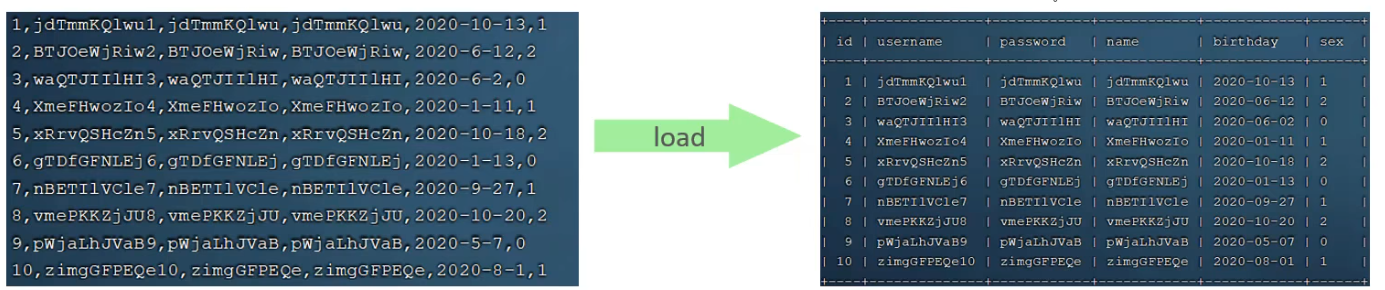 1,jdTmmKQlwu1,jdTmmKQlwu,jdTmmKQlwu,2020-10-13,1
2,BTJOeWjRiw2,BTJOeWjRiw,BTJOeWjRiw,2020-6-12,2
3,waQTJIIlHI3,waQTJIIlHI,waQTJIIlHI,2020-6-2,0
4,XmeFHwozIo4,XmeFHwozIo,XmeFHwozIo,2020-1-11,1
5,xRrvQSHcZn5,xRrvQSHcZn,xRrvQSHcZn,2020-10-18,2
6,gTDfGFNLEj6,gTDfGFNLEj,gTDfGFNLEj,2020-1-13,0
7,nBETIlVCle7,nBETIlVCle,nBETIlVCle,2020-9-27,1
8,vmePKKZjJU8,vmePKKZjJU,vmePKKZjJU,2020-10-20,2
9,pWjaLhJVaB9,pWjaLhJVaB,pWjaLhJVaB,2020-5-7,0
10,zimgGFPEQe10,zimgGFPEQe,zimgGFPEQe,2020-8-1,1
load
| id | username | password | name | birthday | sex |
| 1 | jdTmmKQlwu1 | jdTmmKQlwu | jdTmmKQlwu | 2020-10-13 | 1 |
| 2 | BTJOeWjRiw2 | BTJOeWjRiw | BTJOeWjRiw | 2020-06-12 | 2 |
| 3 | waQTJIIlHI3 | waQTJIIlHI | waQTJIIlHI | 2020-06-02 | 0 |
| 4 | XmeFHwozIo4 | XmeFHwozIo | XmeFHwozIo | 2020-01-11 | 1 |
| 5 | xRrvQSHcZn5 | xRrvQSHcZn | xRrvQSHcZn | 2020-10-18 | 2 |
| 6 | gTDfGFNLEj6 | gTDfGFNLEj | gTDfGFNLEj | 2020-01-13 | 0 |
| 7 | nBETIlVCle7 | nBETIlVCle | nBETIlVCle | 2020-09-27 | 1 |
| 8 | vmePKKZjJU8 | vmePKKZjJU | vmePKKZjJU | 2020-10-20 | 2 |
| 9 | pWjaLhJVaB9 | pWjaLhJVaB | pWjaLhJVaB | 2020-05-07 | 0 |
| 10 | zimgGFPEQe10 | zimgGFPEQe | zimgGFPEQe | 2020-08-01 | 1 |